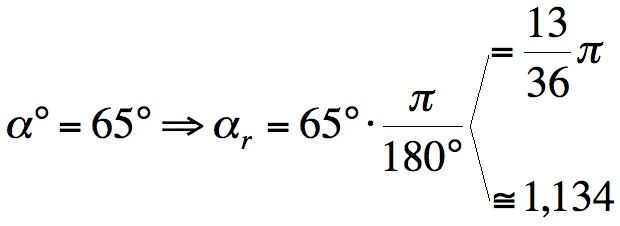 α° = 65° ⇒ α_r = 65° · π/180°
= 13/36 π
≅ 1,134